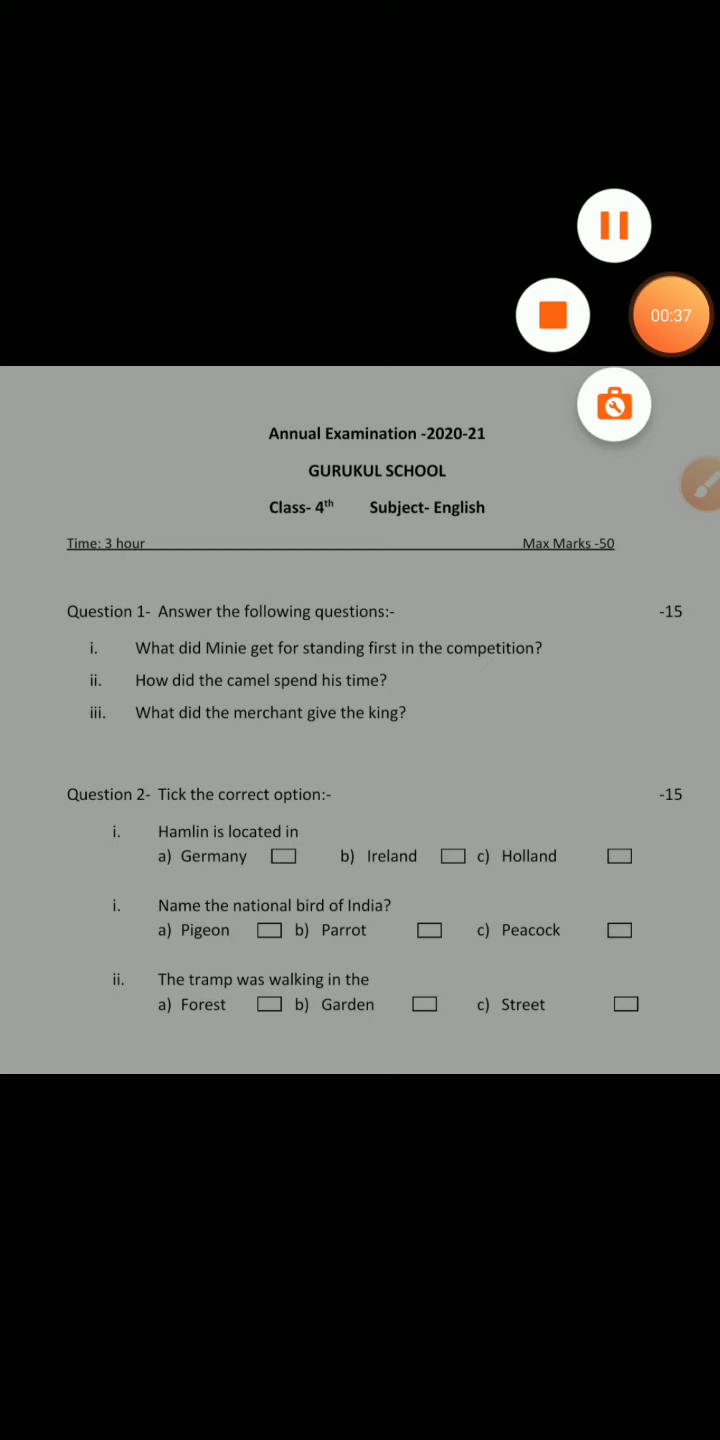 00:37
Annual Examination -2020-21
GURUKUL SCHOOL
Class- 4th Subject- English
Time: 3 hour Max Marks -50
Question 1- Answer the following questions:- -15
i. What did Minie get for standing first in the competition?
ii. How did the camel spend his time?
iii. What did the merchant give the king?
Question 2- Tick the correct option:- -15
i. Hamlin is located in
a) Germany b) Ireland c) Holland
i. Name the national bird of India?
a) Pigeon b) Parrot c) Peacock
ii. The tramp was walking in the
a) Forest b) Garden c) Street